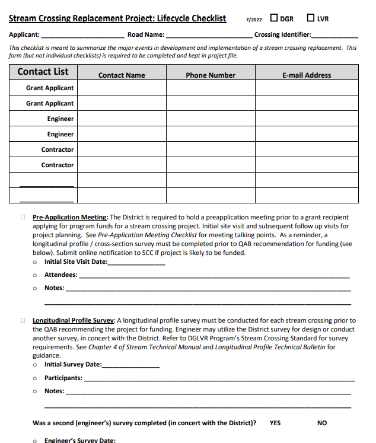 Stream Crossing Replacement Project: Lifecycle Checklist 7/2022 ☐ DGR ☐ LVR
Applicant: ____________ Road Name: ____________ Crossing Identifier: ____________
This checklist is meant to summarize the major events in development and implementation of a stream crossing replacement. This
form (but not individual checklists) is required to be completed and kept in project file.
Contact List Contact Name Phone Number E-mail Address
Grant Applicant
Grant Applicant
Engineer
Engineer
Contractor
Contractor
☐ Pre-Application Meeting: The District is required to hold a preapplication meeting prior to a grant recipient
applying for program funds for a stream crossing project. Initial site visit and subsequent follow up visits for
project planning. See Pre-Application Meeting Checklist for meeting talking points. As a reminder, a
longitudinal profile / cross-section survey must be completed prior to QAB recommendation for funding (see
below). Submit online notification to SCC if project is likely to be funded.
o Initial Site Visit Date: ____________
o Attendees: ____________
o Notes: ____________
☐ Longitudinal Profile Survey: A longitudinal profile survey must be conducted for each stream crossing prior to
the QAB recommending the project for funding. Engineer may utilize the District survey for design or conduct
another survey, in concert with the District. Refer to DGLVR Program's Stream Crossing Standard for survey
requirements. See Chapter 4 of Stream Technical Manual and Longitudinal Profile Technical Bulletin for
guidance.
o Initial Survey Date: ____________
o Participants: ____________
o Notes: ____________
Was a second (engineer's) survey completed (in concert with the District)? YES NO
o Engineer's Survey Date: